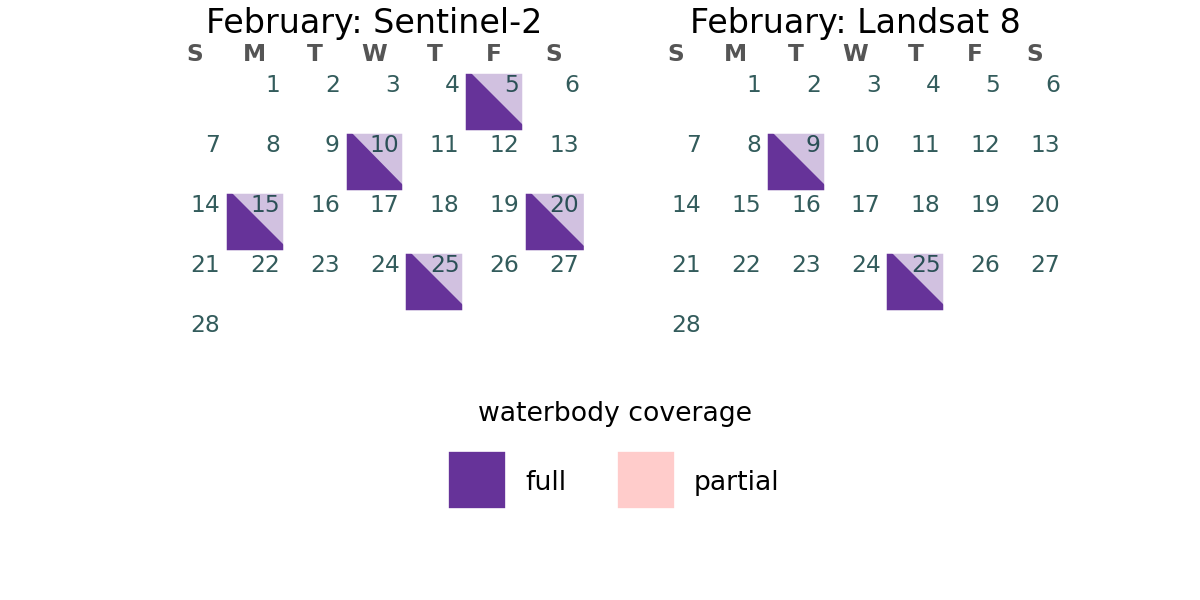 February: Sentinel-2
S M T W T F S
1 2 3 4 5 6
7 8 9 10 11 12 13
14 15 16 17 18 19 20
21 22 23 24 25 26 27
28
February: Landsat 8
S M T W T F S
1 2 3 4 5 6
7 8 9 10 11 12 13
14 15 16 17 18 19 20
21 22 23 24 25 26 27
28
waterbody coverage
full partial